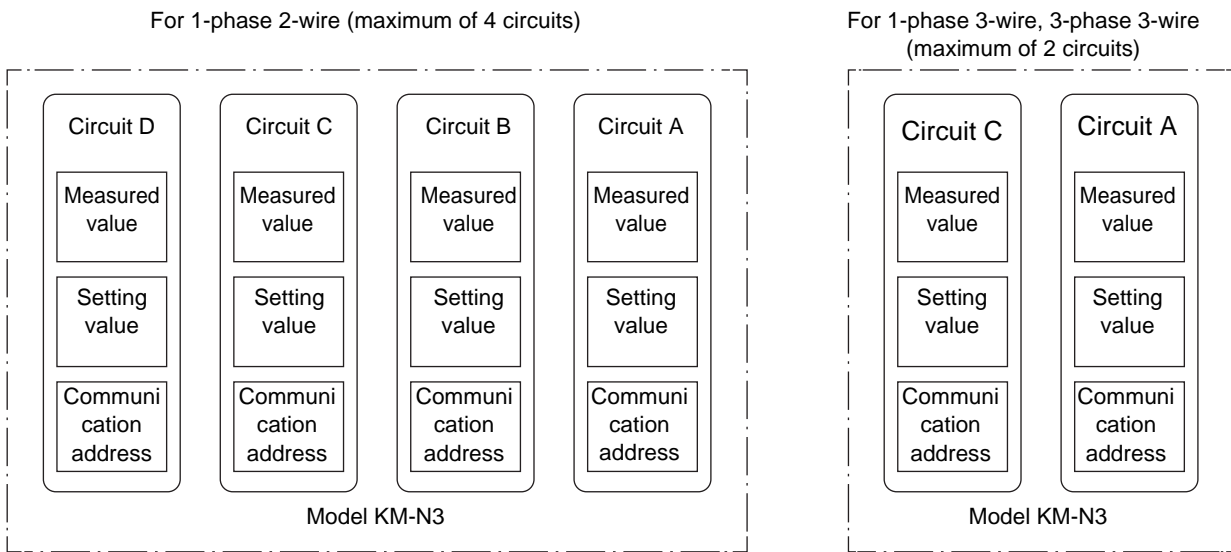 For 1-phase 2-wire (maximum of 4 circuits)
Circuit D
Measured
value
Setting
value
Communi
cation
address
Circuit C
Measured
value
Setting
value
Communi
cation
address
Circuit B
Measured
value
Setting
value
Communi
cation
address
Circuit A
Measured
value
Setting
value
Communi
cation
address
Model KM-N3
For 1-phase 3-wire, 3-phase 3-wire
(maximum of 2 circuits)
Circuit C
Measured
value
Setting
value
Communi
cation
address
Circuit A
Measured
value
Setting
value
Communi
cation
address
Model KM-N3